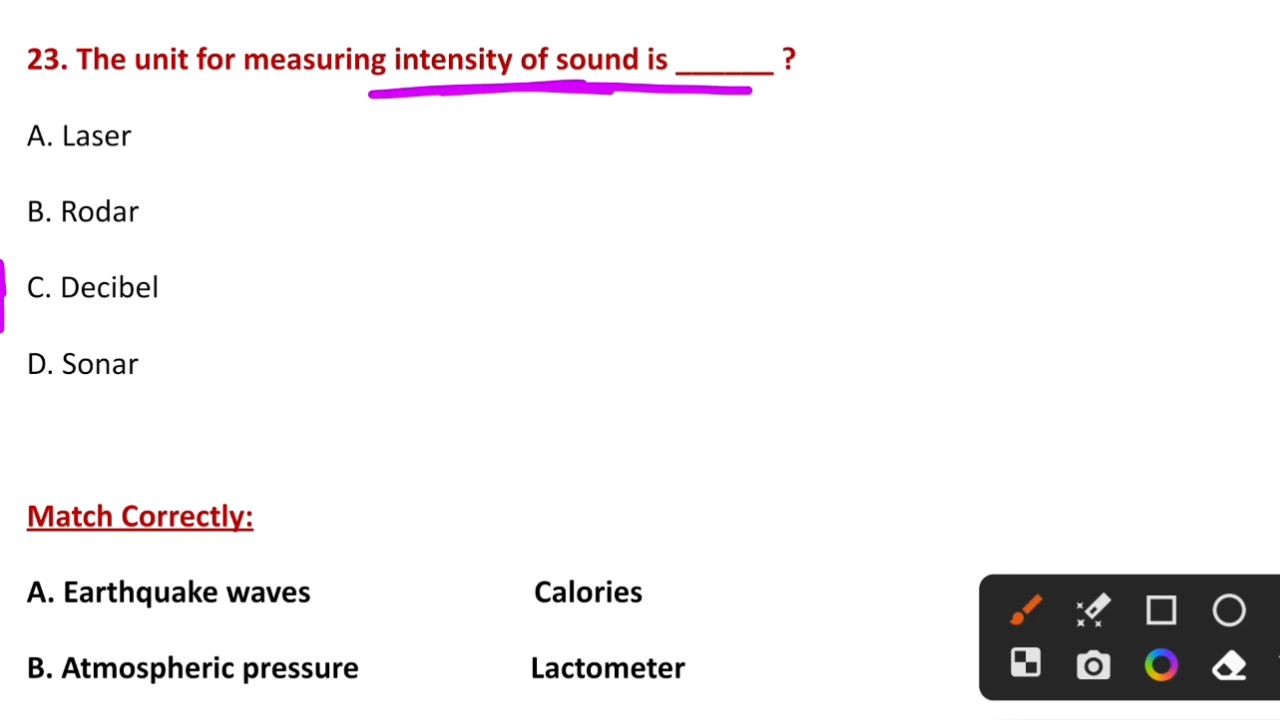 23. The unit for measuring intensity of sound is ______ ?
A. Laser
B. Rodar
C. Decibel
D. Sonar
Match Correctly:
A. Earthquake waves Calories
B. Atmospheric pressure Lactometer